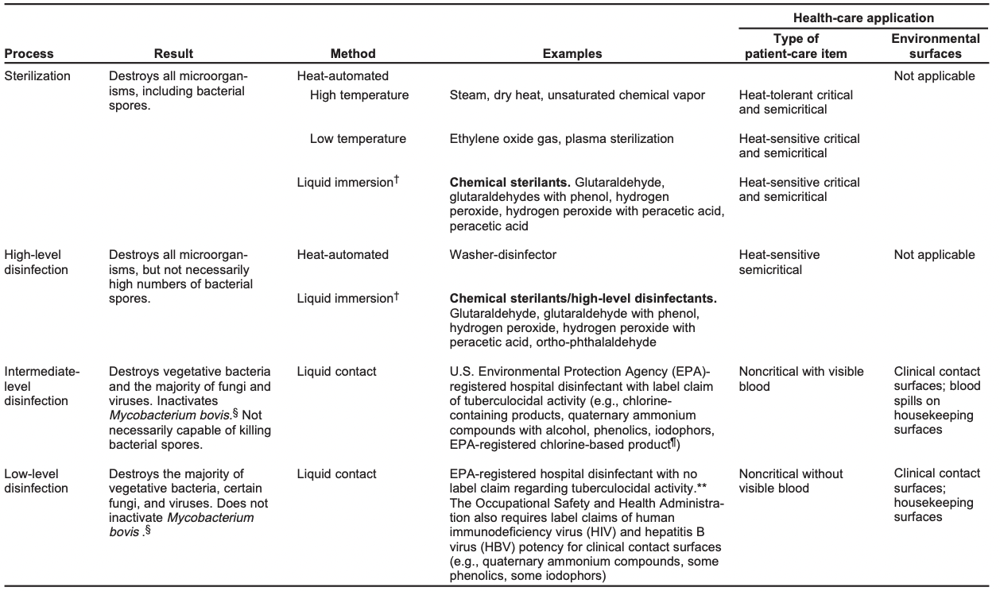 Health-care application
Process Result Method Examples Type of patient-care item Environmental surfaces
Sterilization
Destroys all microorgan-
isms, including bacterial
spores.
Heat-automated
High temperature
Steam, dry heat, unsaturated chemical vapor
Heat-tolerant critical
and semicritical
Not applicable
Low temperature
Ethylene oxide gas, plasma sterilization
Heat-sensitive critical
and semicritical
Liquid immersion†
Chemical sterilants. Glutaraldehyde,
glutaraldehydes with phenol, hydrogen
peroxide, hydrogen peroxide with peracetic acid,
peracetic acid
Heat-sensitive critical
and semicritical
High-level
disinfection
Destroys all microorgan-
isms, but not necessarily
high numbers of bacterial
spores.
Heat-automated
Washer-disinfector
Heat-sensitive
semicritical
Not applicable
Liquid immersion†
Chemical sterilants/high-level disinfectants.
Glutaraldehyde, glutaraldehyde with phenol,
hydrogen peroxide, hydrogen peroxide with
peracetic acid, ortho-phthalaldehyde
Intermediate-
level
disinfection
Destroys vegetative bacteria
and the majority of fungi and
viruses. Inactivates
Mycobacterium bovis.§ Not
necessarily capable of killing
bacterial spores.
Liquid contact
U.S. Environmental Protection Agency (EPA)-
registered hospital disinfectant with label claim
of tuberculocidal activity (e.g., chlorine-
containing products, quaternary ammonium
compounds with alcohol, phenolics, iodophors,
EPA-registered chlorine-based product¶)
Noncritical with visible
blood
Clinical contact
surfaces; blood
spills on
housekeeping
surfaces
Low-level
disinfection
Destroys the majority of
vegetative bacteria, certain
fungi, and viruses. Does not
inactivate Mycobacterium
bovis .§
Liquid contact
EPA-registered hospital disinfectant with no
label claim regarding tuberculocidal activity.**
The Occupational Safety and Health Administra-
tion also requires label claims of human
immunodeficiency virus (HIV) and hepatitis B
virus (HBV) potency for clinical contact surfaces
(e.g., quaternary ammonium compounds, some
phenolics, some iodophors)
Noncritical without
visible blood
Clinical contact
surfaces;
housekeeping
surfaces